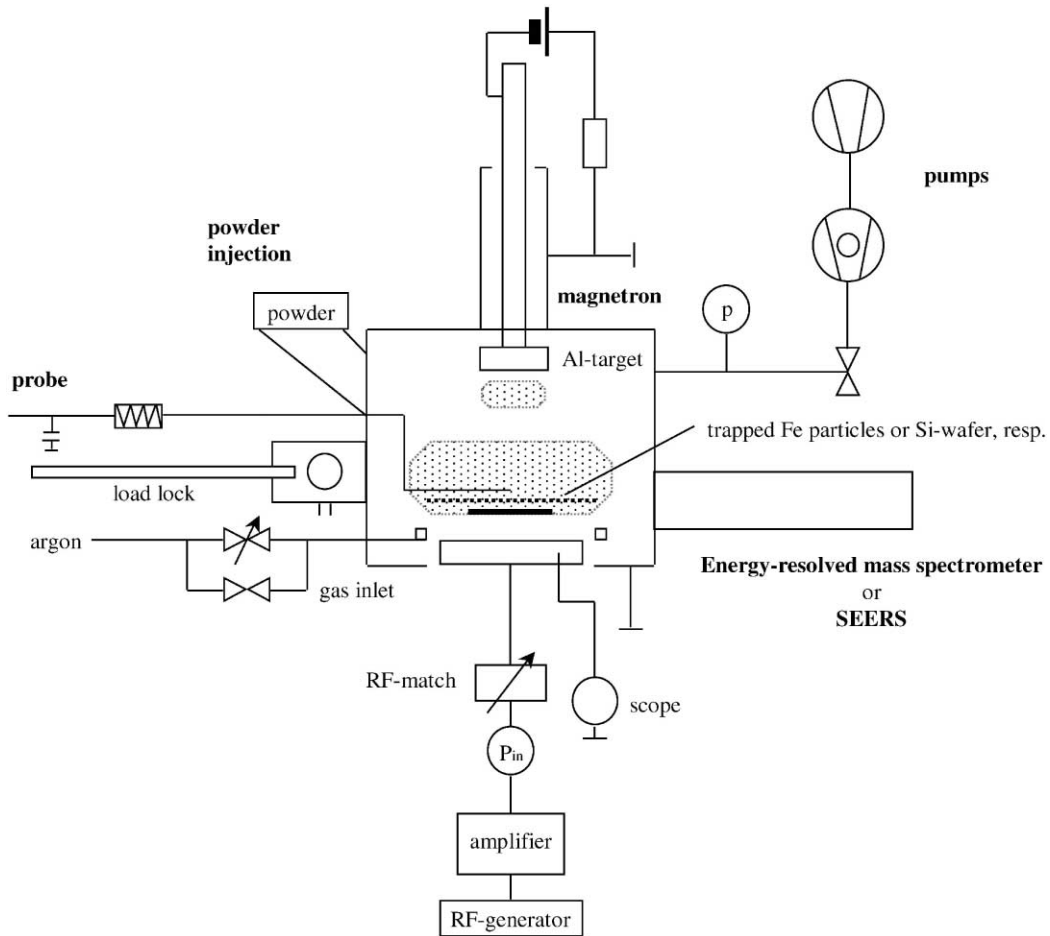 pumps
powder
injection
magnetron
powder
p
Al-target
probe
trapped Fe particles or Si-wafer, resp.
load lock
argon
gas inlet
Energy-resolved mass spectrometer
or
SEERS
RF-match
scope
Pin
amplifier
RF-generator